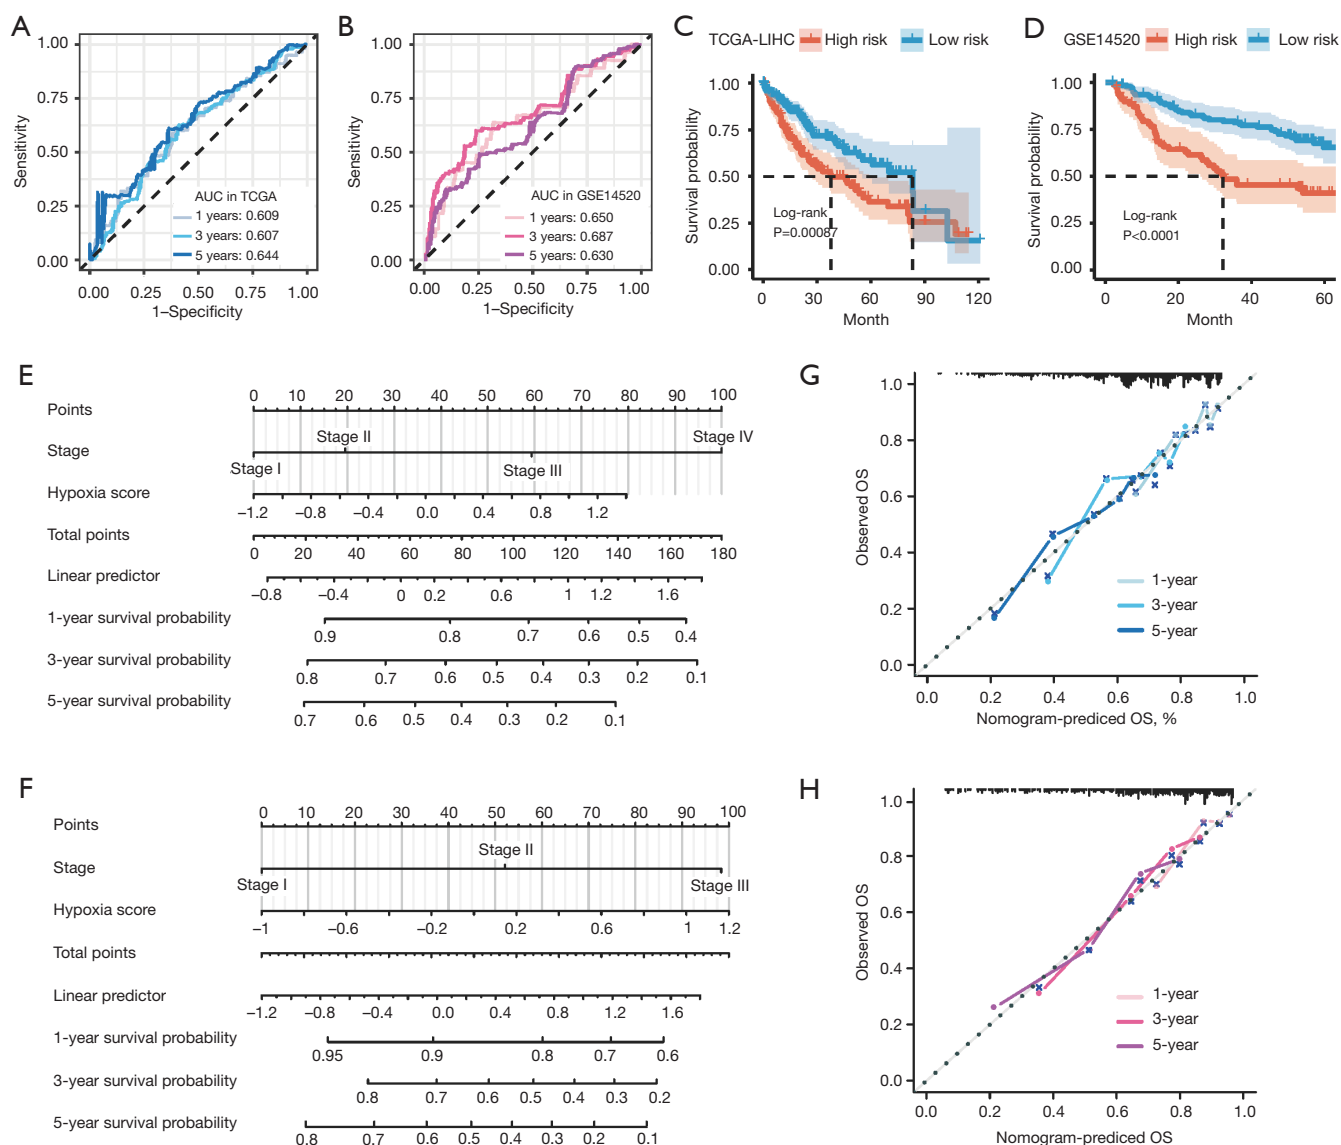 A
1.00
0.75
0.50
0.25
0.00
Sensitivity
AUC in TCGA
1 years: 0.609
3 years: 0.607
5 years: 0.644
0.00 0.25 0.50 0.75 1.00
1–Specificity
B
1.00
0.75
0.50
0.25
0.00
Sensitivity
AUC in GSE14520
1 years: 0.650
3 years: 0.687
5 years: 0.630
0.00 0.25 0.50 0.75 1.00
1–Specificity
C
TCGA-LIHC High risk Low risk
1.00
0.75
0.50
0.25
0.00
Survival probability
Log-rank
P=0.00087
0 30 60 90 120
Month
D
GSE14520 High risk Low risk
1.00
0.75
0.50
0.25
0.00
Survival probability
Log-rank
P<0.0001
0 20 40 60
Month
E
0 10 20 30 40 50 60 70 80 90 100
Points
Stage II Stage IV
Stage
Stage I Stage III
Hypoxia score
−1.2 −0.8 −0.4 0.0 0.4 0.8 1.2
Total points
0 20 40 60 80 100 120 140 160 180
Linear predictor
−0.8 −0.4 0 0.2 0.6 1 1.2 1.6
1-year survival probability
0.9 0.8 0.7 0.6 0.5 0.4
3-year survival probability
0.8 0.7 0.6 0.5 0.4 0.3 0.2 0.1
5-year survival probability
0.7 0.6 0.5 0.4 0.3 0.2 0.1
G
1.0
0.8
0.6
0.4
0.2
0.0
Observed OS
1-year
3-year
5-year
0.0 0.2 0.4 0.6 0.8 1.0
Nomogram-prediced OS, %
F
0 10 20 30 40 50 60 70 80 90 100
Points
Stage II
Stage
Stage I Stage III
Hypoxia score
-1 -0.6 -0.2 0.2 0.6 1 1.2
Total points
Linear predictor
-1.2 -0.8 -0.4 0.0 0.4 0.8 1.2 1.6
1-year survival probability
0.95 0.9 0.8 0.7 0.6
3-year survival probability
0.8 0.7 0.6 0.5 0.4 0.3 0.2
5-year survival probability
0.8 0.7 0.6 0.5 0.4 0.3 0.2 0.1
H
1.0
0.8
0.6
0.4
0.2
0.0
Observed OS
1-year
3-year
5-year
0.0 0.2 0.4 0.6 0.8 1.0
Nomogram-prediced OS